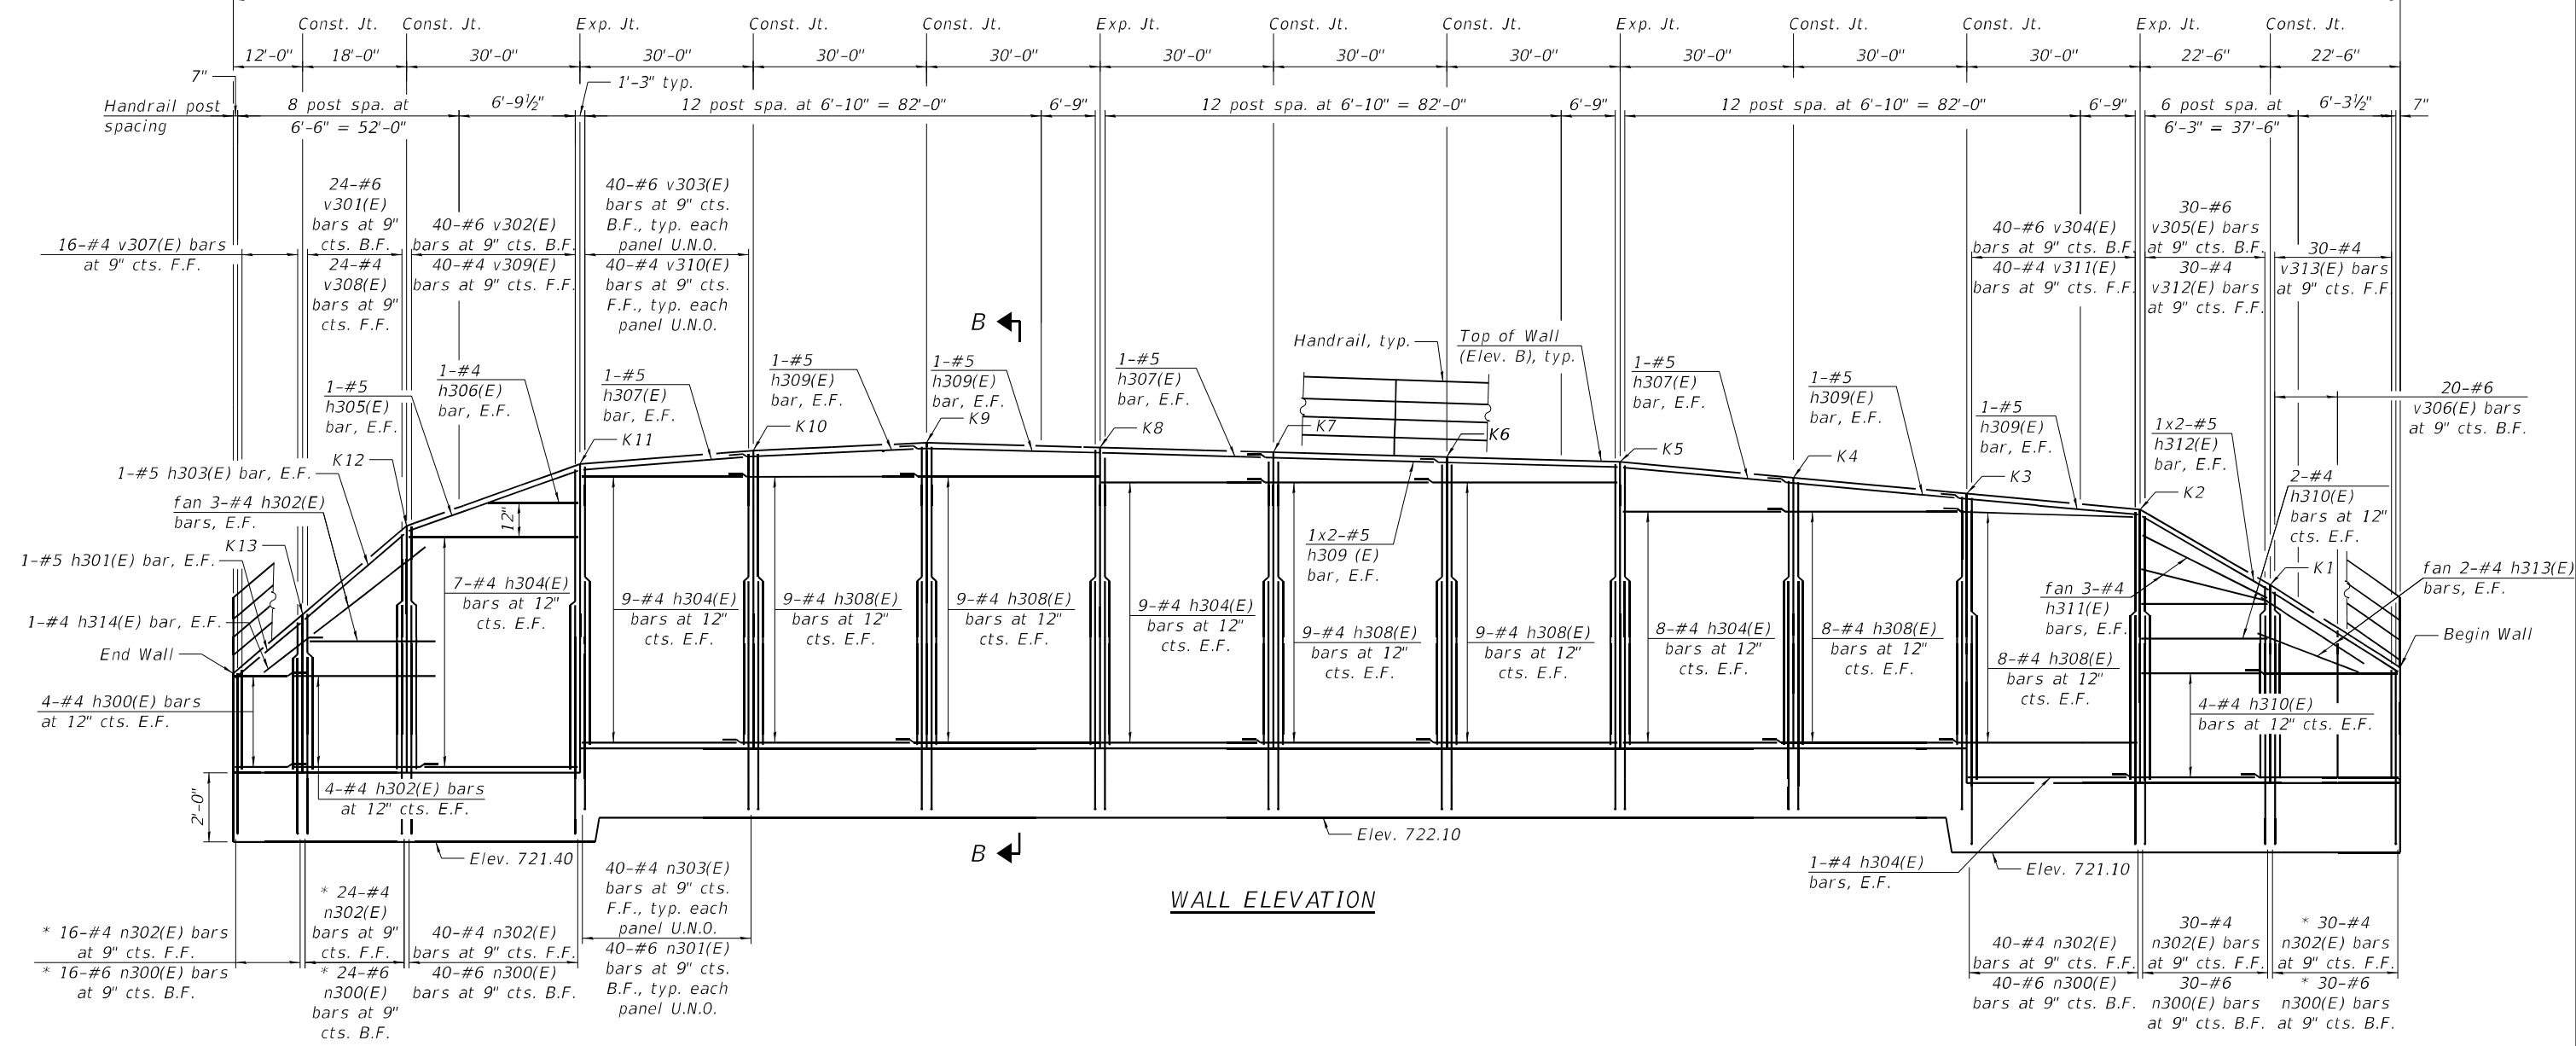 Const. Jt.
Const. Jt.
Exp. Jt.
Const. Jt.
Const. Jt.
Exp. Jt.
Const. Jt.
Const. Jt.
Exp. Jt.
Const. Jt.
Const. Jt.
Exp. Jt.
Const. Jt.
12'-0"
18'-0"
30'-0"
30'-0"
30'-0"
30'-0"
30'-0"
30'-0"
30'-0"
30'-0"
30'-0"
30'-0"
22'-6"
22'-6"
7"
1'-3" typ.
Handrail post
spacing
8 post spa. at
6'-6" = 52'-0"
6'-9½"
12 post spa. at 6'-10" = 82'-0"
6'-9"
12 post spa. at 6'-10" = 82'-0"
6'-9"
12 post spa. at 6'-10" = 82'-0"
6'-9"
6 post spa. at
6'-3" = 37'-6"
6'-3½"
7"
16-#4 v307(E) bars
at 9" cts. F.F.
24-#6
v301(E)
bars at 9"
cts. B.F.
24-#4
v308(E)
bars at 9"
cts. F.F.
40-#6 v302(E)
bars at 9" cts. B.F.
40-#4 v309(E)
bars at 9" cts. F.F.
40-#6 v303(E)
bars at 9" cts.
B.F., typ. each
panel U.N.O.
40-#4 v310(E)
bars at 9" cts.
F.F., typ. each
panel U.N.O.
40-#6 v304(E)
bars at 9" cts. B.F.
40-#4 v311(E)
bars at 9" cts. F.F.
30-#6
v305(E) bars
at 9" cts. B.F.
30-#4
v312(E) bars
at 9" cts. F.F.
30-#4
v313(E) bars
at 9" cts. F.F.
B
Handrail, typ.
Top of Wall
(Elev. B), typ.
1-#5
h305(E)
bar, E.F.
1-#4
h306(E)
bar, E.F.
1-#5
h307(E)
bar, E.F.
1-#5
h309(E)
bar, E.F.
1-#5
h309(E)
bar, E.F.
1-#5
h307(E)
bar, E.F.
1-#5
h307(E)
bar, E.F.
1-#5
h309(E)
bar, E.F.
1-#5
h309(E)
bar, E.F.
1x2-#5
h312(E)
bar, E.F.
20-#6
v306(E) bars
at 9" cts. B.F.
2-#4
h310(E)
bars at 12"
cts. E.F.
K13
K12
K11
K10
K9
K8
K7
K6
K5
K4
K3
K2
K1
1-#5 h303(E) bar, E.F.
fan 3-#4 h302(E)
bars, E.F.
1-#5 h301(E) bar, E.F.
1-#4 h314(E) bar, E.F.
End Wall
4-#4 h300(E) bars
at 12" cts. E.F.
12"
1x2-#5
h309 (E)
bar, E.F.
fan 2-#4 h313(E)
bars, E.F.
fan 3-#4
h311(E)
bars, E.F.
Begin Wall
7-#4 h304(E)
bars at 12"
cts. E.F.
9-#4 h304(E)
bars at 12"
cts. E.F.
9-#4 h308(E)
bars at 12"
cts. E.F.
9-#4 h308(E)
bars at 12"
cts. E.F.
9-#4 h304(E)
bars at 12"
cts. E.F.
9-#4 h308(E)
bars at 12"
cts. E.F.
9-#4 h308(E)
bars at 12"
cts. E.F.
8-#4 h304(E)
bars at 12"
cts. E.F.
8-#4 h308(E)
bars at 12"
cts. E.F.
8-#4 h308(E)
bars at 12"
cts. E.F.
4-#4 h310(E)
bars at 12" cts. E.F.
4-#4 h302(E) bars
at 12" cts. E.F.
2'-0"
Elev. 721.40
Elev. 722.10
Elev. 721.10
B
1-#4 h304(E)
bars, E.F.
WALL ELEVATION
* 16-#4 n302(E) bars
at 9" cts. F.F.
* 16-#6 n300(E) bars
at 9" cts. B.F.
* 24-#4
n302(E)
bars at 9"
cts. F.F.
* 24-#6
n300(E)
bars at 9"
cts. B.F.
40-#4 n302(E)
bars at 9" cts. F.F.
40-#6 n300(E)
bars at 9" cts. B.F.
40-#4 n303(E)
bars at 9" cts.
F.F., typ. each
panel U.N.O.
40-#6 n301(E)
bars at 9" cts.
B.F., typ. each
panel U.N.O.
40-#4 n302(E)
bars at 9" cts. F.F.
40-#6 n300(E)
bars at 9" cts. B.F.
30-#4
n302(E) bars
at 9" cts. F.F.
30-#6
n300(E) bars
at 9" cts. B.F.
* 30-#4
n302(E) bars
at 9" cts. F.F.
* 30-#6
n300(E) bars
at 9" cts. B.F.